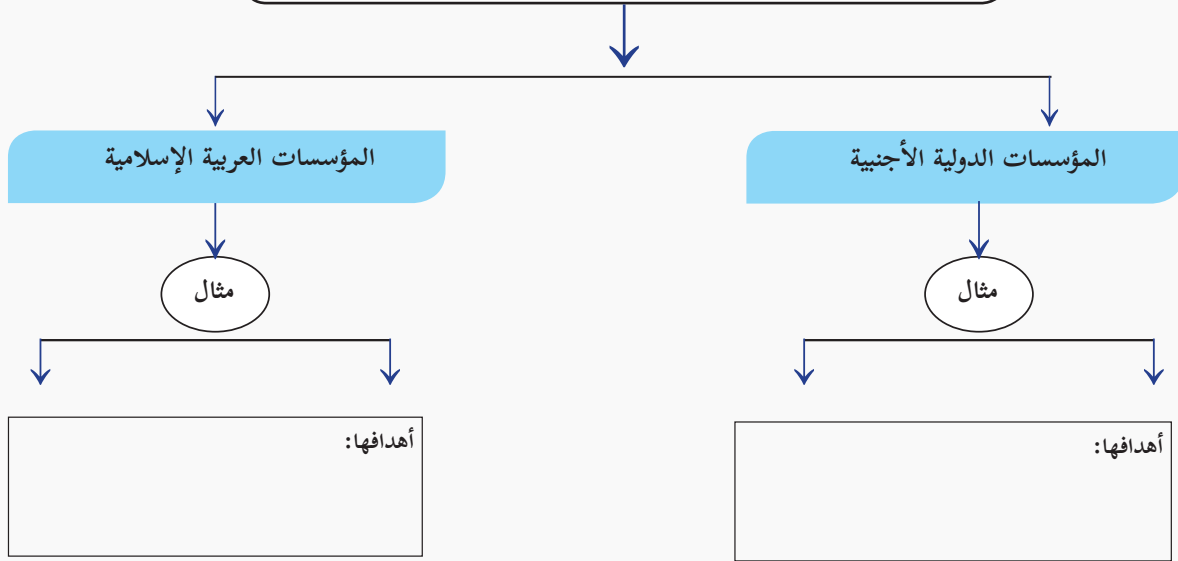 المؤسسات الدولية الأجنبية
المؤسسات العربية الإسلامية
مثال
مثال
أهدافها:
أهدافها: